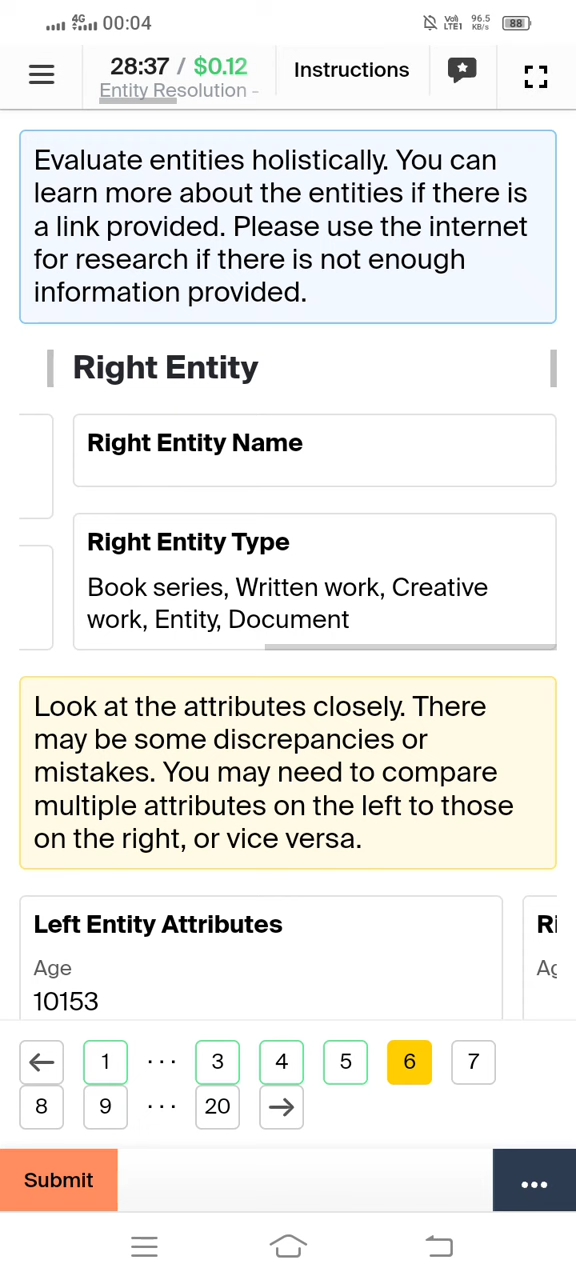 4G 00:04 Vo) LTE1 96.5 KB/s 88
28:37 / $0.12 Instructions
Entity Resolution -
Evaluate entities holistically. You can
learn more about the entities if there is
a link provided. Please use the internet
for research if there is not enough
information provided.
Right Entity
Right Entity Name
Right Entity Type
Book series, Written work, Creative
work, Entity, Document
Look at the attributes closely. There
may be some discrepancies or
mistakes. You may need to compare
multiple attributes on the left to those
on the right, or vice versa.
Left Entity Attributes Ri
Age Ag
10153
1 ... 3 4 5 6 7
8 9 ... 20
Submit ...